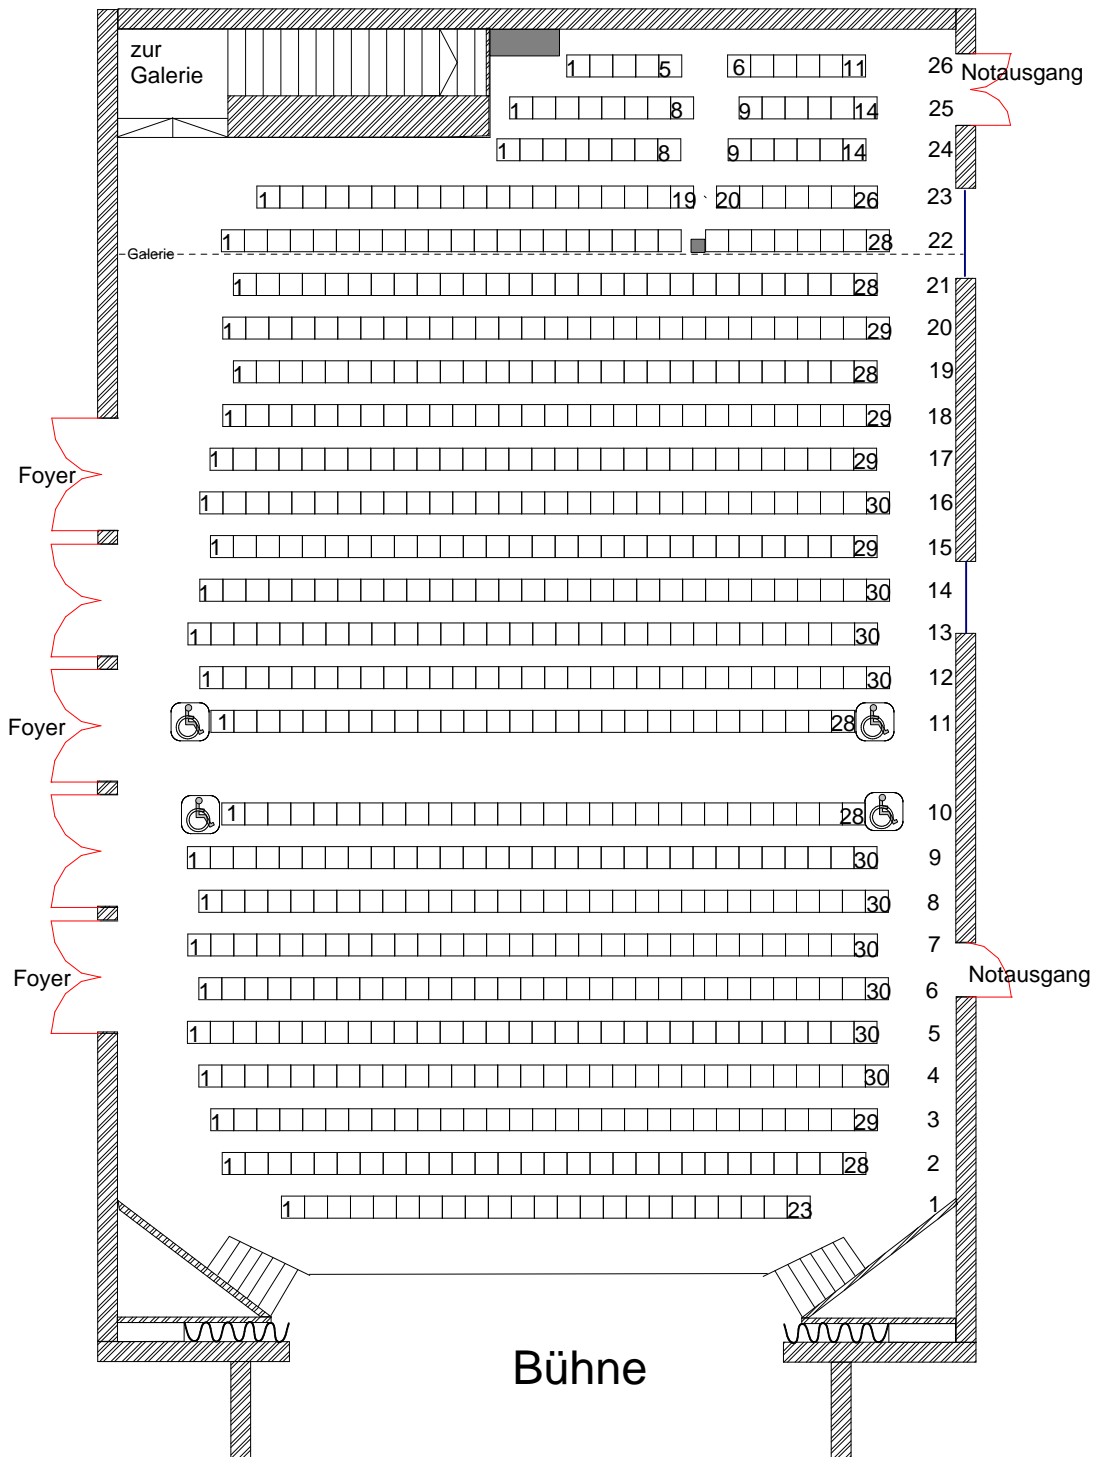 zur
Galerie
1 5 6 11 26 Notausgang
1 8 9 14 25
1 8 9 14 24
1 19 20 26 23
1 28 22
Galerie
1 28 21
1 29 20
1 28 19
1 29 18
1 29 17
Foyer
1 30 16
1 29 15
1 30 14
1 30 13
1 30 12
Foyer 1 28 11
1 28 10
1 30 9
1 30 8
1 30 7
Foyer Notausgang
1 30 6
1 30 5
1 30 4
1 29 3
1 28 2
1 23 1
Bühne